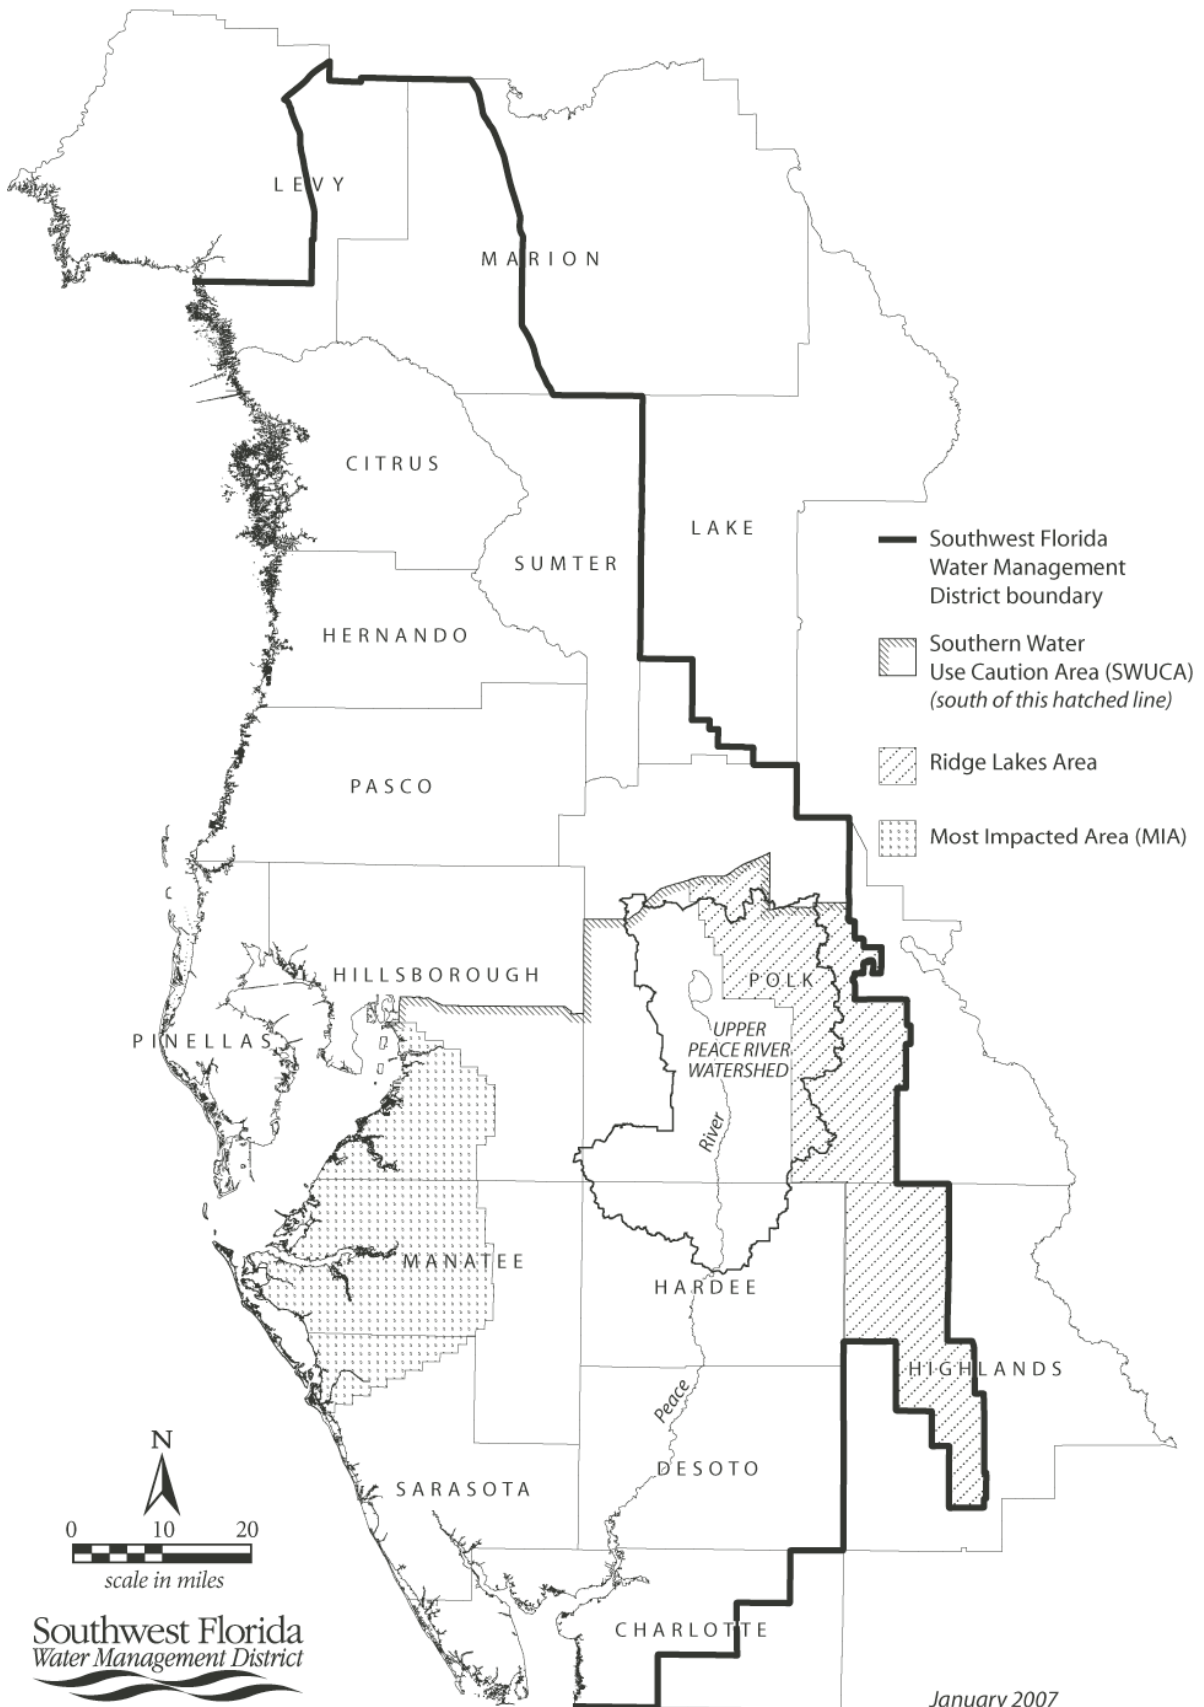 LEVY
MARION
CITRUS
LAKE
SUMTER
HERNANDO
PASCO
HILLSBOROUGH
POLK
PINELLAS
UPPER
PEACE RIVER
WATERSHED
River
MANATEE
HARDEE
HIGHLANDS
Peace
DESOTO
SARASOTA
CHARLOTTE
Southwest Florida
Water Management
District boundary
Southern Water
Use Caution Area (SWUCA)
(south of this hatched line)
Ridge Lakes Area
Most Impacted Area (MIA)
N
0 10 20
scale in miles
Southwest Florida
Water Management District
January 2007